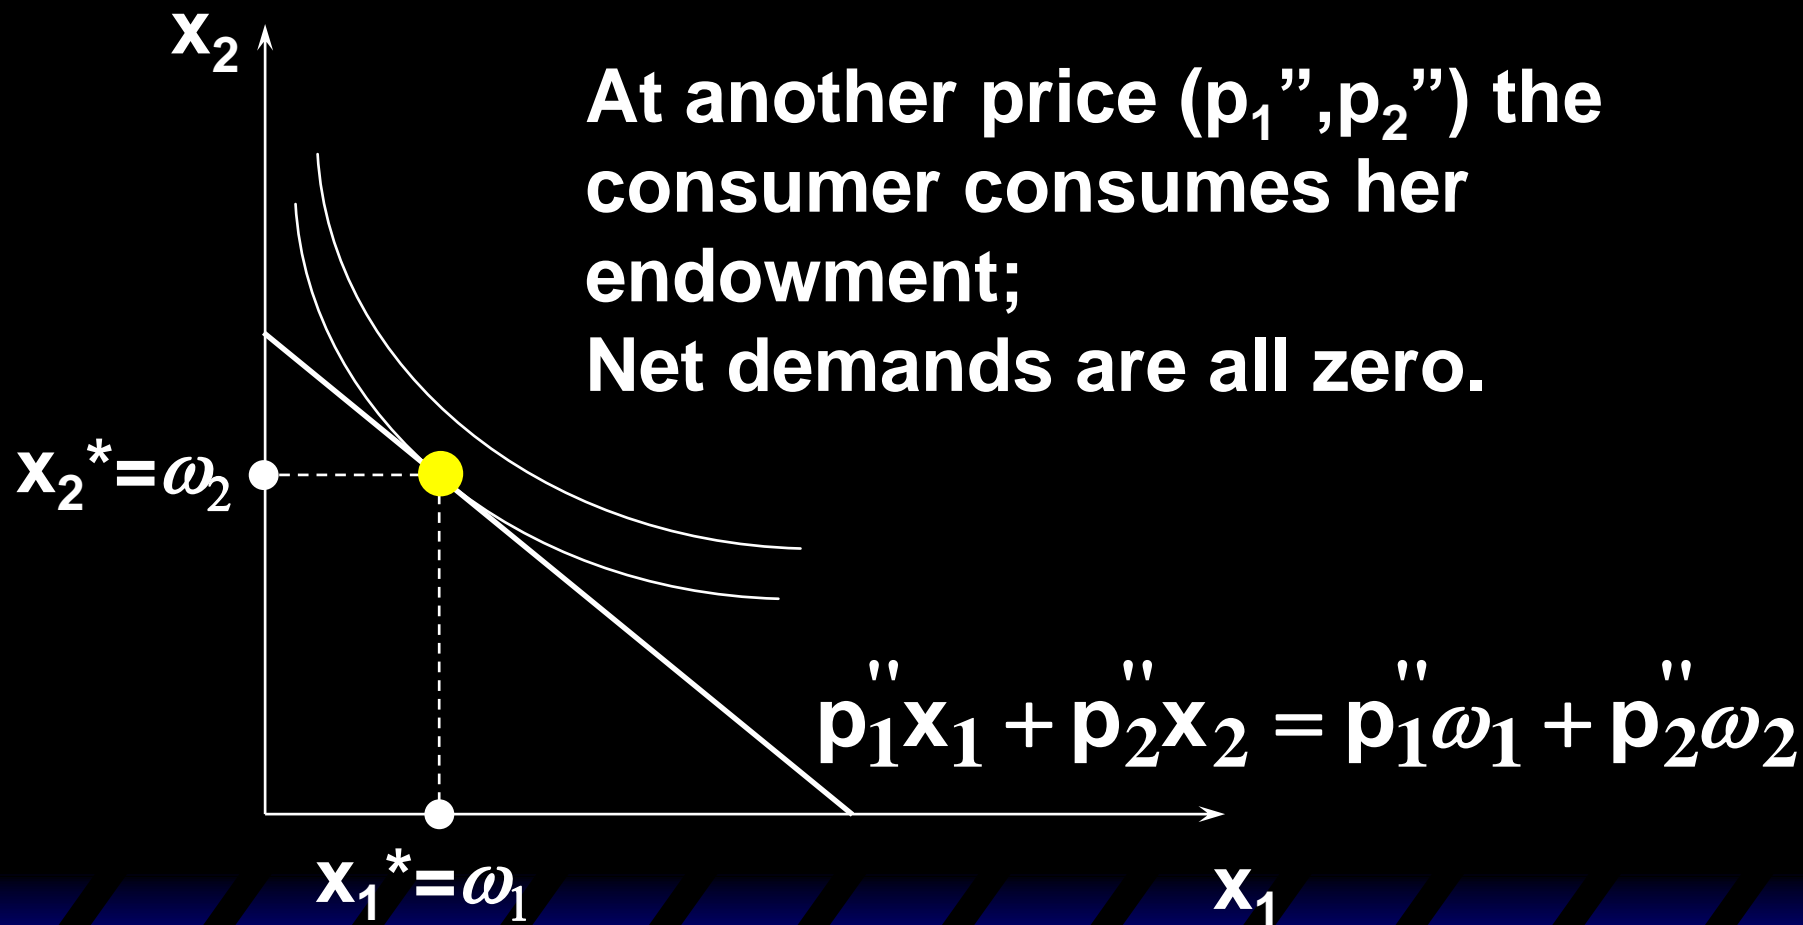 x₂
At another price (p₁”,p₂”) the
consumer consumes her
endowment;
Net demands are all zero.
x₂*=ω₂
p₁''x₁ + p₂''x₂ = p₁''ω₁ + p₂''ω₂
x₁*=ω₁
x₁